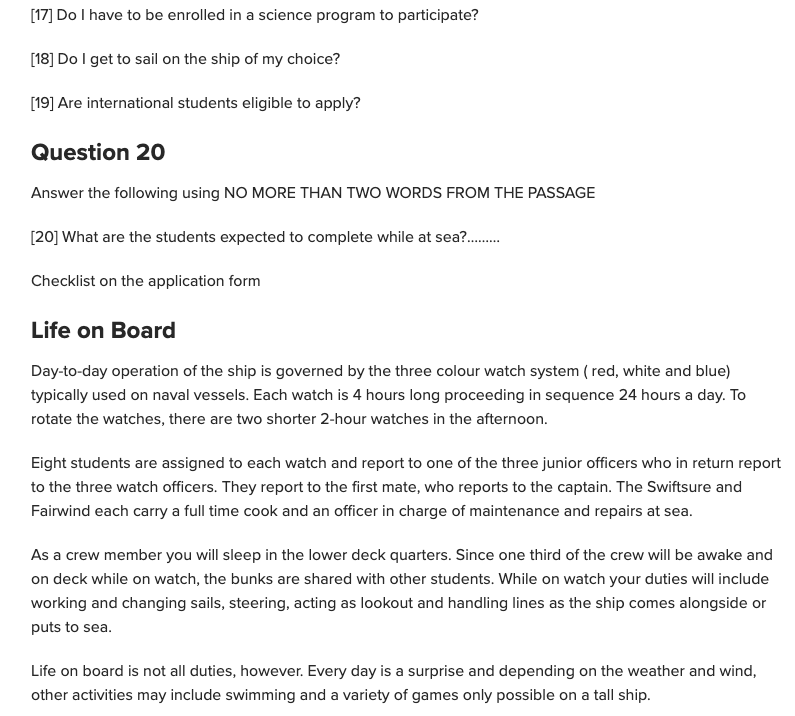 [17] Do I have to be enrolled in a science program to participate?
[18] Do I get to sail on the ship of my choice?
[19] Are international students eligible to apply?
Question 20
Answer the following using NO MORE THAN TWO WORDS FROM THE PASSAGE
[20] What are the students expected to complete while at sea?.........
Checklist on the application form
Life on Board
Day-to-day operation of the ship is governed by the three colour watch system ( red, white and blue)
typically used on naval vessels. Each watch is 4 hours long proceeding in sequence 24 hours a day. To
rotate the watches, there are two shorter 2-hour watches in the afternoon.
Eight students are assigned to each watch and report to one of the three junior officers who in return report
to the three watch officers. They report to the first mate, who reports to the captain. The Swiftsure and
Fairwind each carry a full time cook and an officer in charge of maintenance and repairs at sea.
As a crew member you will sleep in the lower deck quarters. Since one third of the crew will be awake and
on deck while on watch, the bunks are shared with other students. While on watch your duties will include
working and changing sails, steering, acting as lookout and handling lines as the ship comes alongside or
puts to sea.
Life on board is not all duties, however. Every day is a surprise and depending on the weather and wind,
other activities may include swimming and a variety of games only possible on a tall ship.